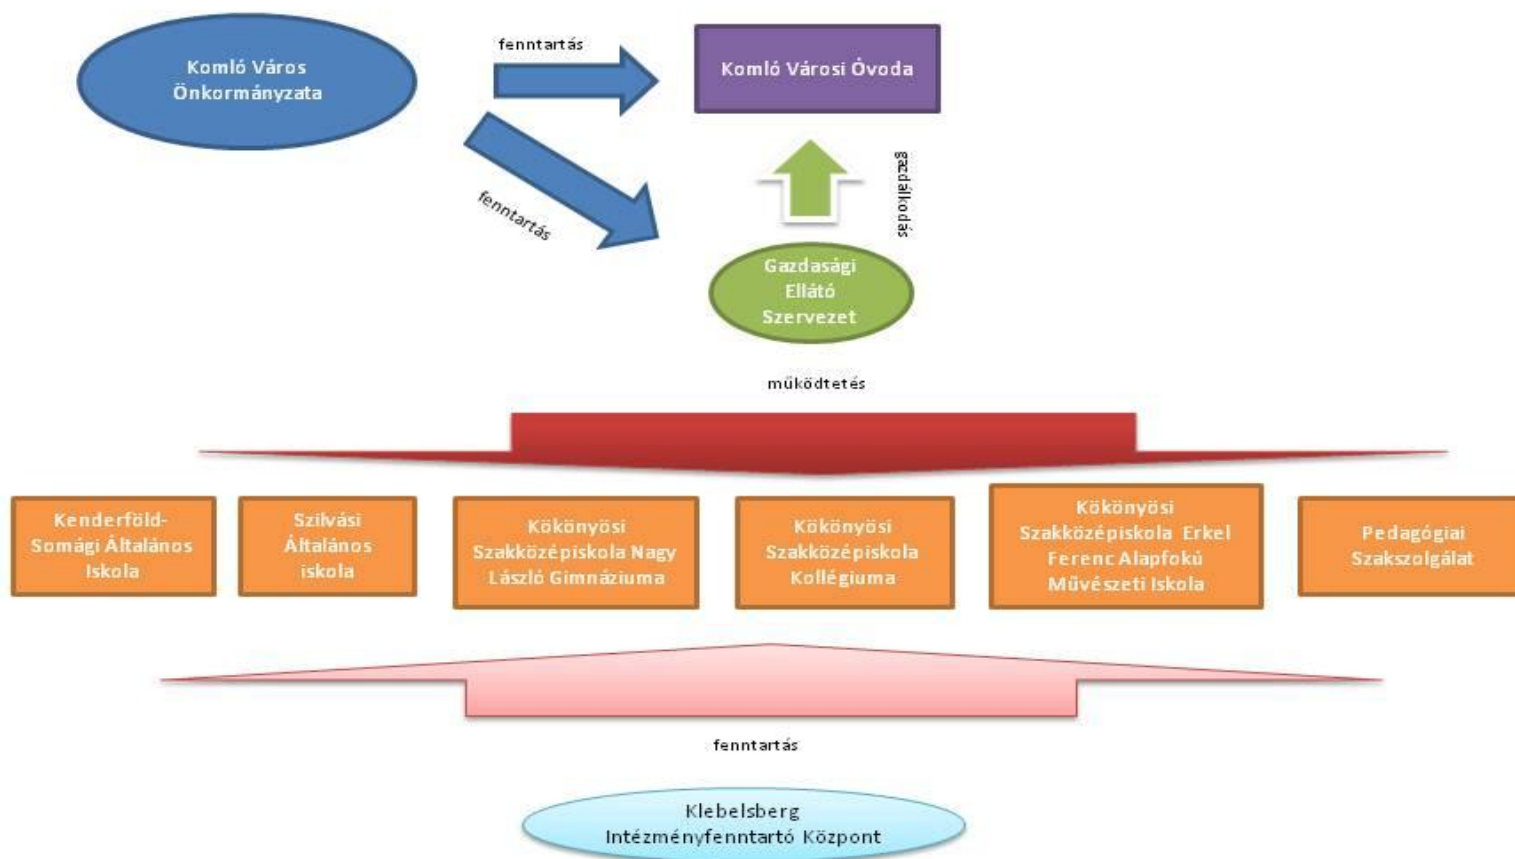 Komló Város
Önkormányzata
fenntartás
Komló Városi Óvoda
fenntartás
gazdálkodás
Gazdasági
Ellátó
Szervezet
működtetés
Kenderföld-
Somági Általános
Iskola
Szilvási
Általános
iskola
Kökönyösi
Szakközépiskola Nagy
László Gimnáziuma
Kökönyösi
Szakközépiskola
Kollégiuma
Kökönyösi
Szakközépiskola Erkel
Ferenc Alapfokú
Művészeti Iskola
Pedagógiai
Szakszolgálat
fenntartás
Klebelsberg
Intézményfenntartó Központ